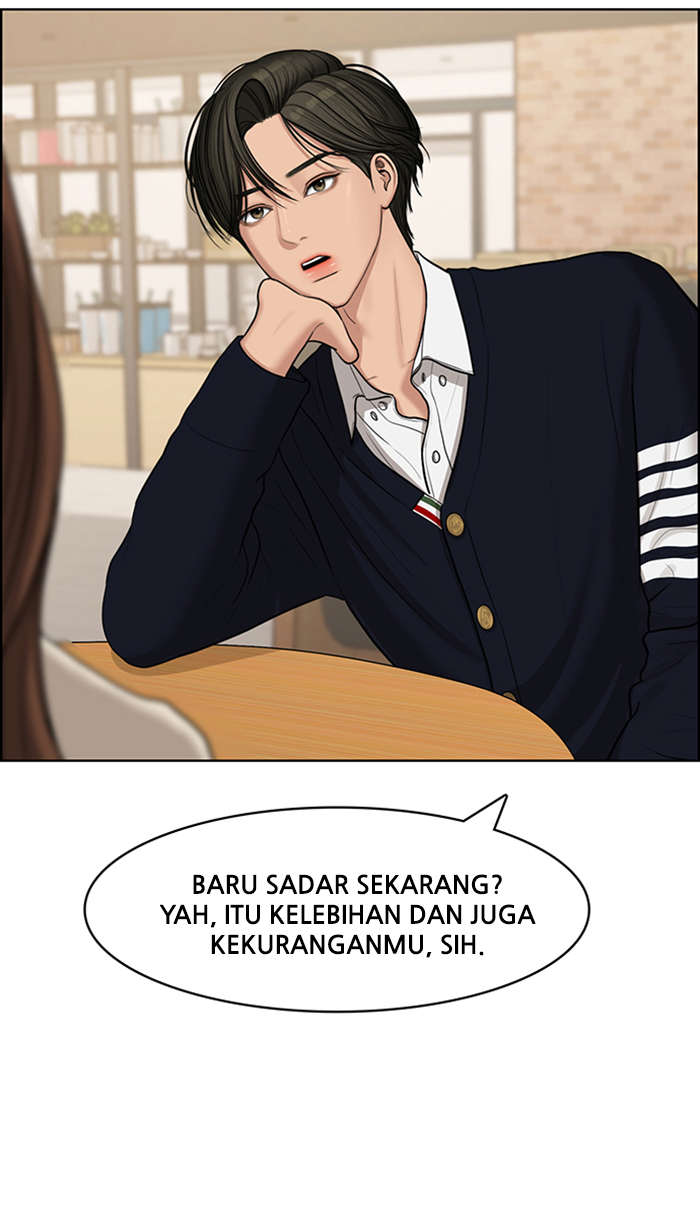 BARU SADAR SEKARANG?
YAH, ITU KELEBIHAN DAN JUGA
KEKURANGANMU, SIH.